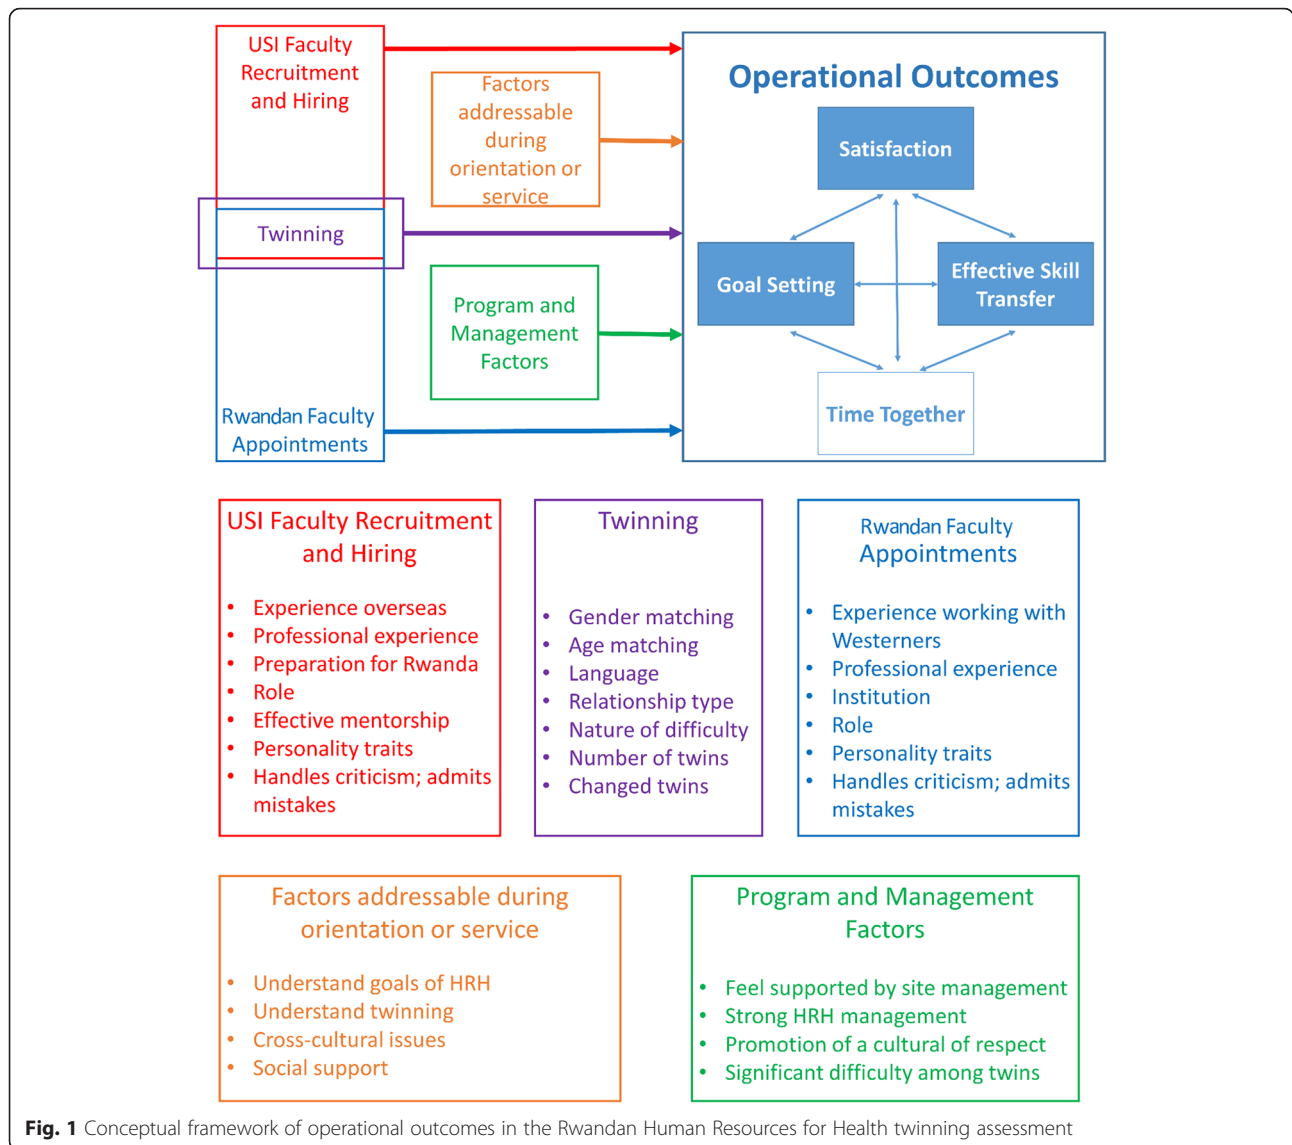 USI Faculty
Recruitment
and Hiring
Factors
addressable
during
orientation or
service
Twinning
Program and
Management
Factors
Rwandan Faculty
Appointments
Operational Outcomes
Satisfaction
Goal Setting
Effective Skill
Transfer
Time Together
USI Faculty Recruitment
and Hiring
• Experience overseas
• Professional experience
• Preparation for Rwanda
• Role
• Effective mentorship
• Personality traits
• Handles criticism; admits
mistakes
Twinning
• Gender matching
• Age matching
• Language
• Relationship type
• Nature of difficulty
• Number of twins
• Changed twins
Rwandan Faculty
Appointments
• Experience working with
Westerners
• Professional experience
• Institution
• Role
• Personality traits
• Handles criticism; admits
mistakes
Factors addressable during
orientation or service
• Understand goals of HRH
• Understand twinning
• Cross-cultural issues
• Social support
Program and Management
Factors
• Feel supported by site management
• Strong HRH management
• Promotion of a cultural of respect
• Significant difficulty among twins
Fig. 1 Conceptual framework of operational outcomes in the Rwandan Human Resources for Health twinning assessment